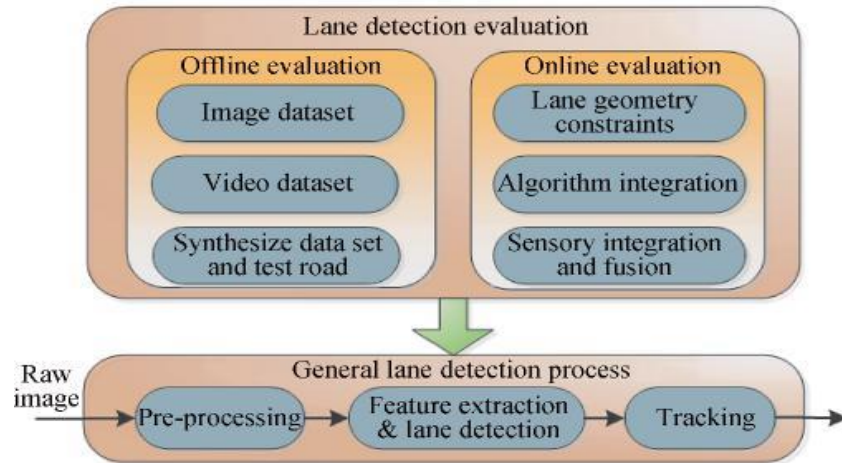 Lane detection evaluation
Offline evaluation
Image dataset
Video dataset
Synthesize data set
and test road
Online evaluation
Lane geometry
constraints
Algorithm integration
Sensory integration
and fusion
General lane detection process
Raw
image
Pre-processing
Feature extraction
& lane detection
Tracking